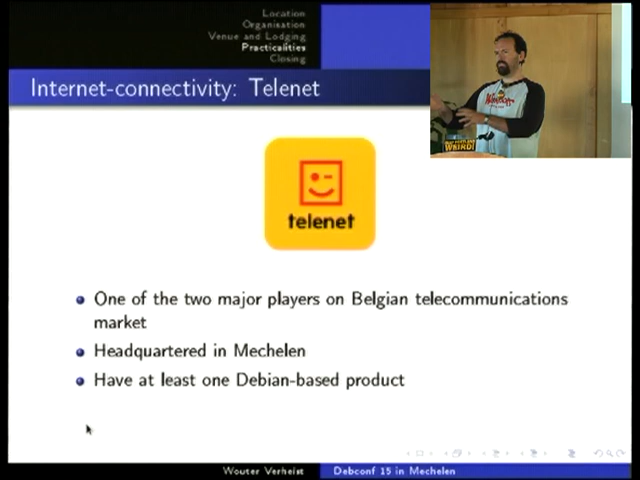 Location
Organisation
Venue and Lodging
Practicalities
Closing
Internet-connectivity: Telenet
telenet
One of the two major players on Belgian telecommunications
market
Headquartered in Mechelen
Have at least one Debian-based product
WEIRD!
Wouter Verhelst
Debconf 15 in Mechelen